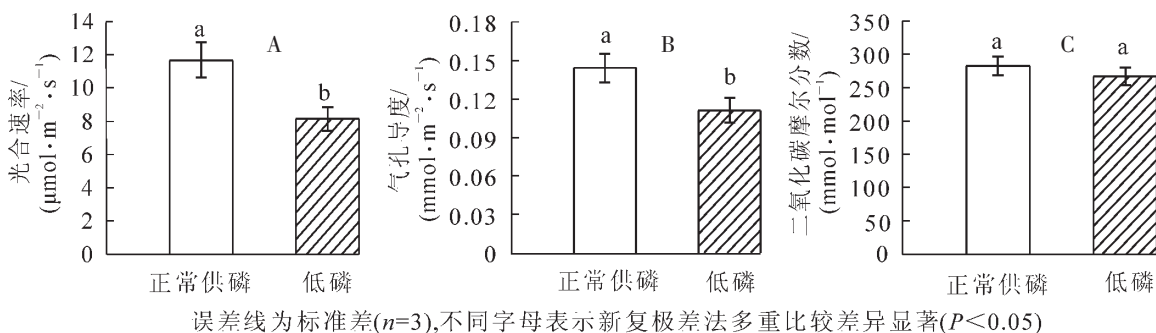 光合速率/
(μmol·m⁻²·s⁻¹)
14
12
10
8
6
4
2
0
a
A
b
正常供磷
低磷
气孔导度/
(mmol·m⁻²·s⁻¹)
0.18
0.15
0.12
0.09
0.06
0.03
0
a
B
b
正常供磷
低磷
二氧化碳摩尔分数/
(mmol·mol⁻¹)
350
300
250
200
150
100
50
0
a
C
a
正常供磷
低磷
误差线为标准差(n=3),不同字母表示新复极差法多重比较差异显著(P<0.05)